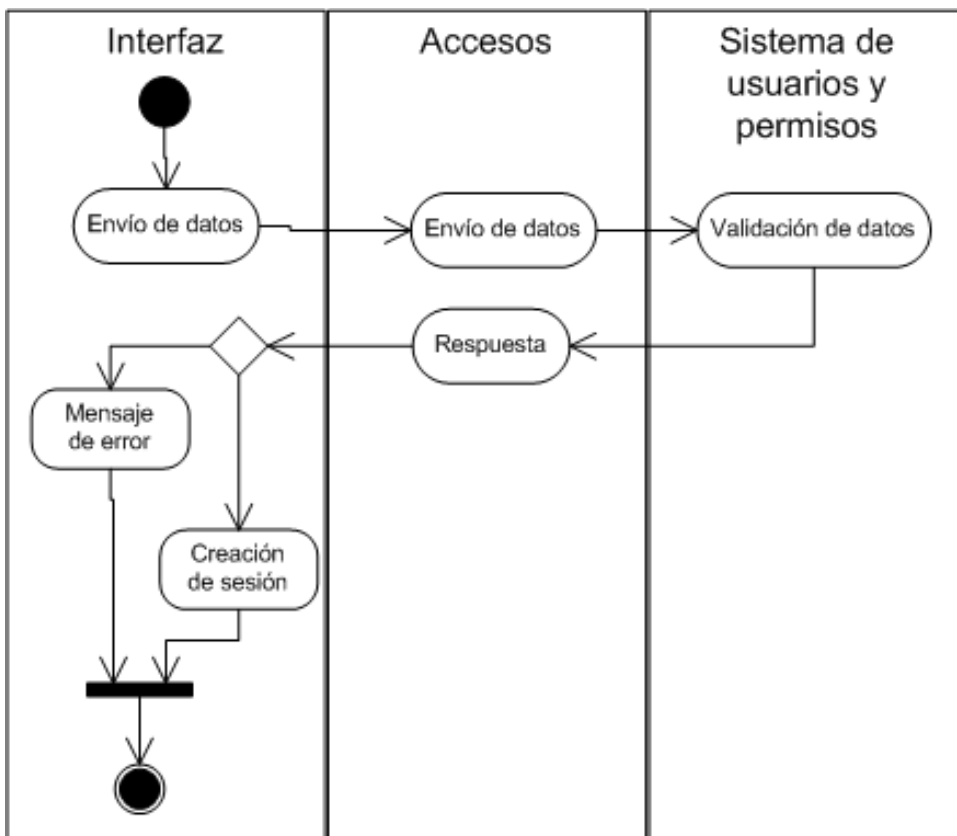 Interfaz
Accesos
Sistema de
usuarios y
permisos
Envío de datos
Envío de datos
Validación de datos
Respuesta
Mensaje
de error
Creación
de sesión